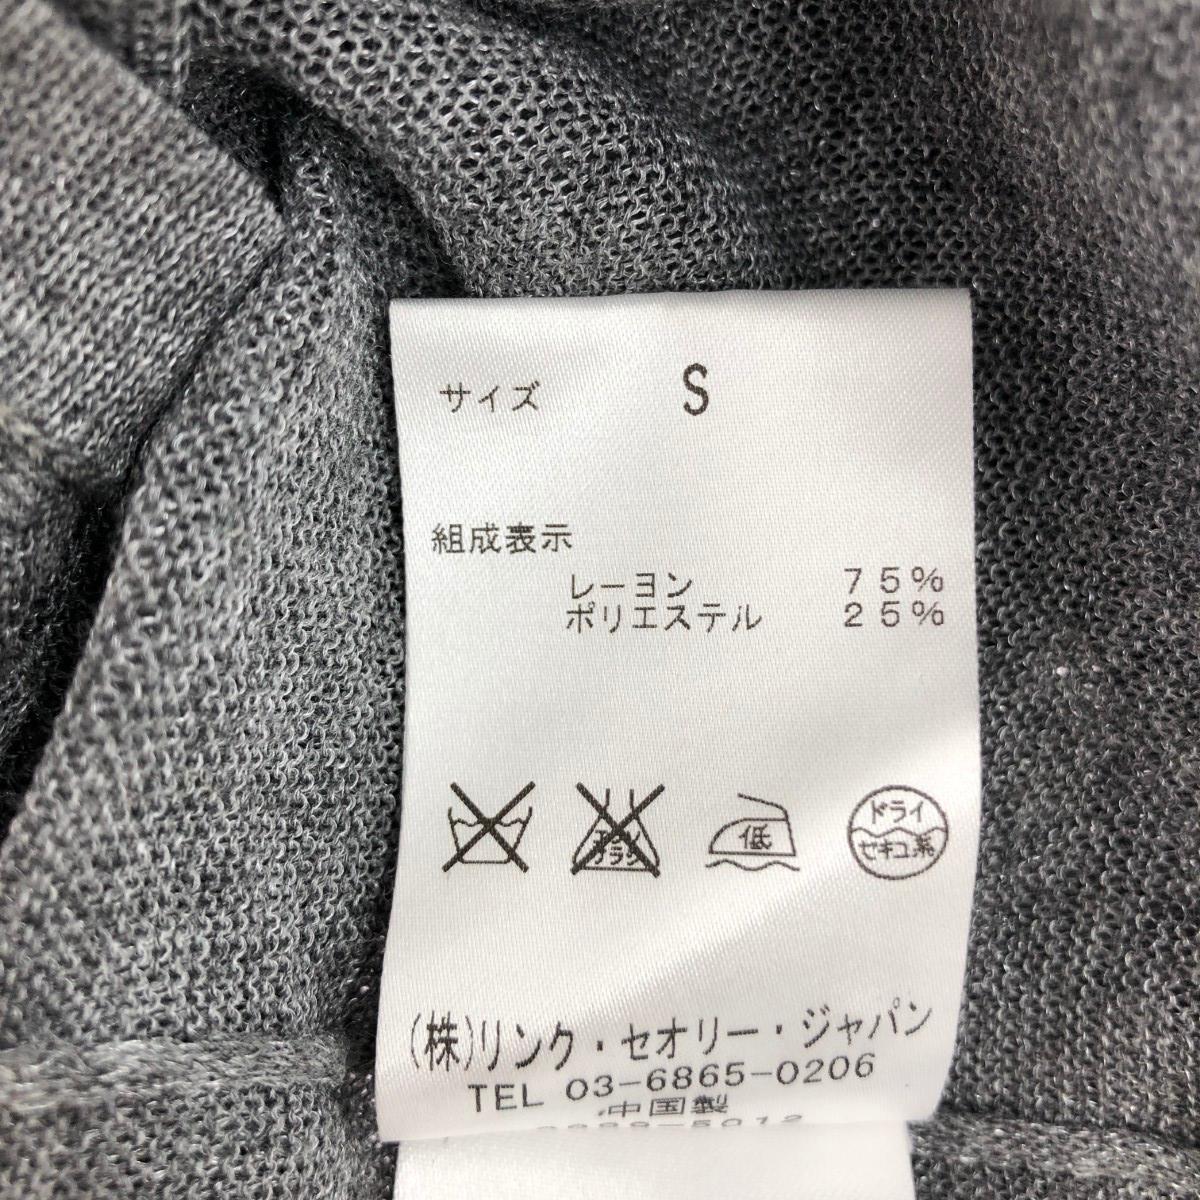 サイズ S
組成表示
レーヨン 75%
ポリエステル 25%
低
ドライ
セキユ系
(株)リンク・セオリー・ジャパン
TEL 03-6865-0206
中国製